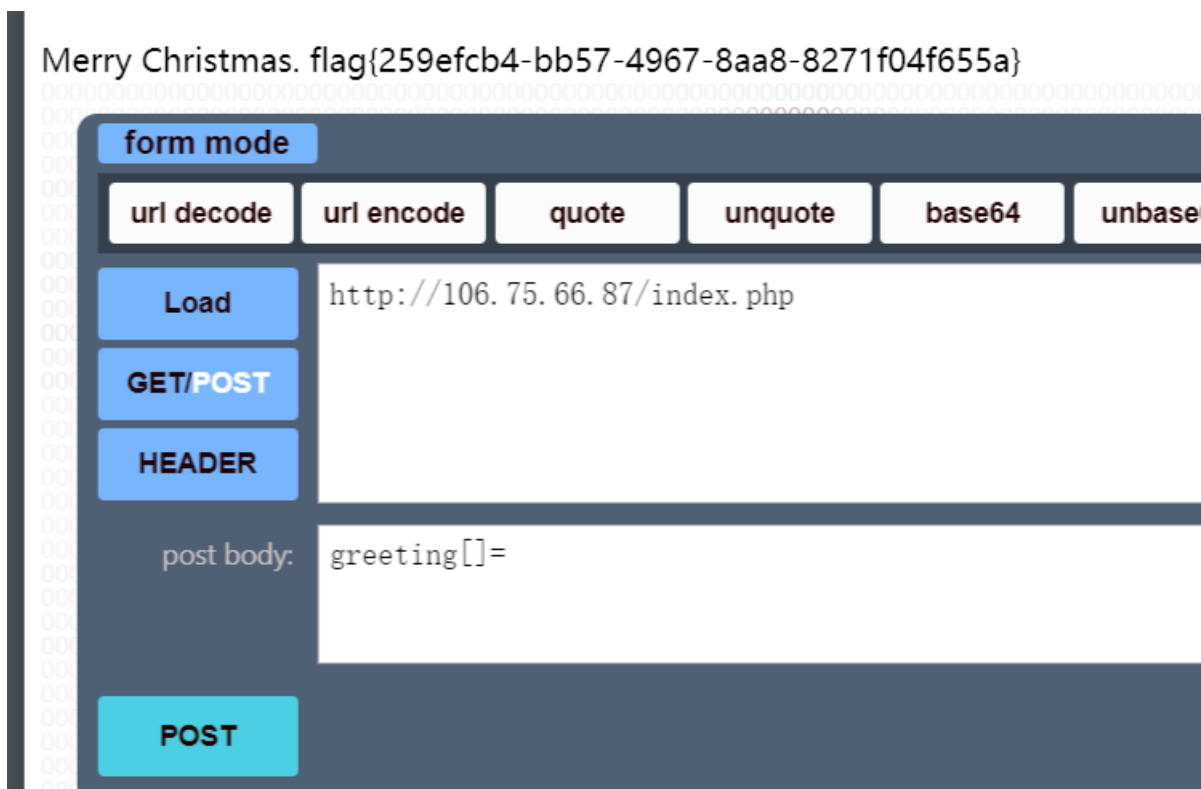 Merry Christmas. flag{259efcb4-bb57-4967-8aa8-8271f04f655a}
form mode
url decode url encode quote unquote base64 unbase
Load
http://106.75.66.87/index.php
GET/POST
HEADER
post body:
greeting[]=
POST